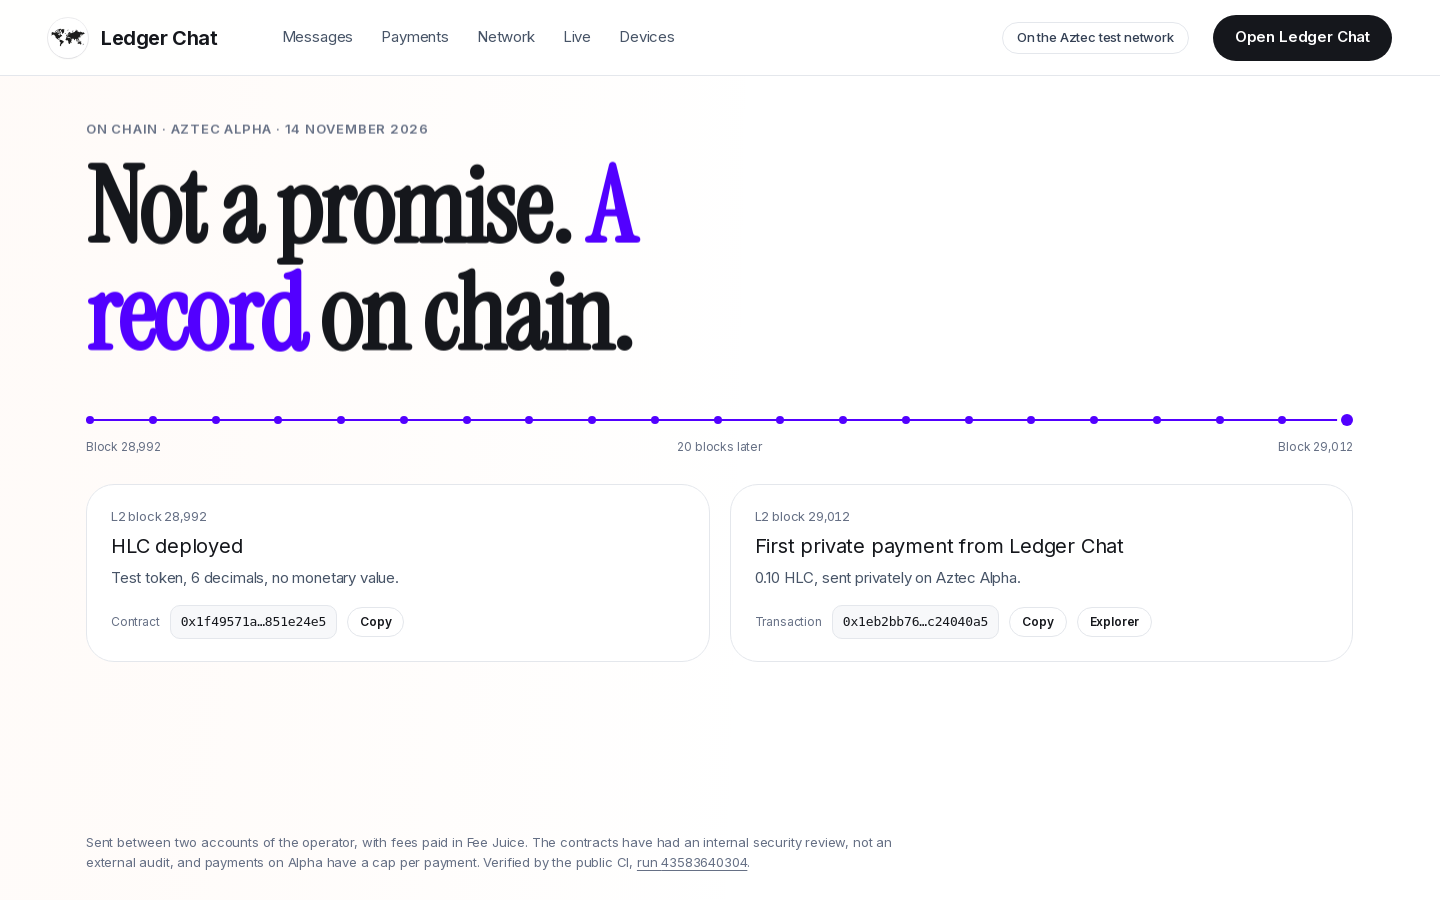 Ledger Chat
Messages
Payments
Network
Live
Devices
On the Aztec test network
Open Ledger Chat
ON CHAIN · AZTEC ALPHA · 14 NOVEMBER 2026
Not a promise. A
record on chain.
Block 28,992
20 blocks later
Block 29,012
L2 block 28,992
HLC deployed
Test token, 6 decimals, no monetary value.
Contract 0x1f49571a…851e24e5 Copy
L2 block 29,012
First private payment from Ledger Chat
0.10 HLC, sent privately on Aztec Alpha.
Transaction 0x1eb2bb76…c24040a5 Copy Explorer
Sent between two accounts of the operator, with fees paid in Fee Juice. The contracts have had an internal security review, not an
external audit, and payments on Alpha have a cap per payment. Verified by the public CI, run 43583640304.